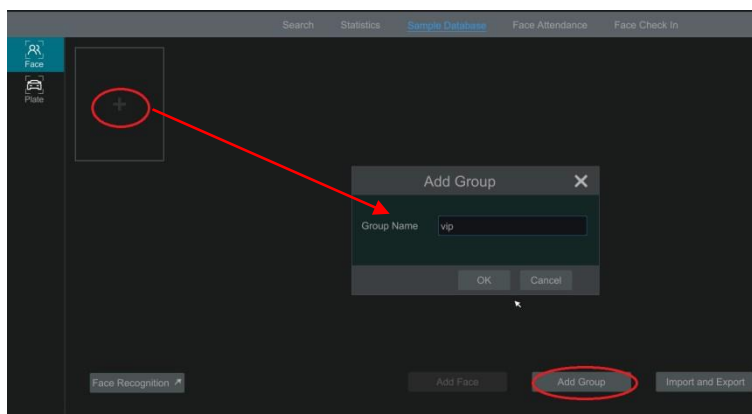 Search Statistics Sample Database Face Attendance Face Check In
Face
Plate
+
Add Group
Group Name vip
OK Cancel
Face Recognition Add Face Add Group Import and Export